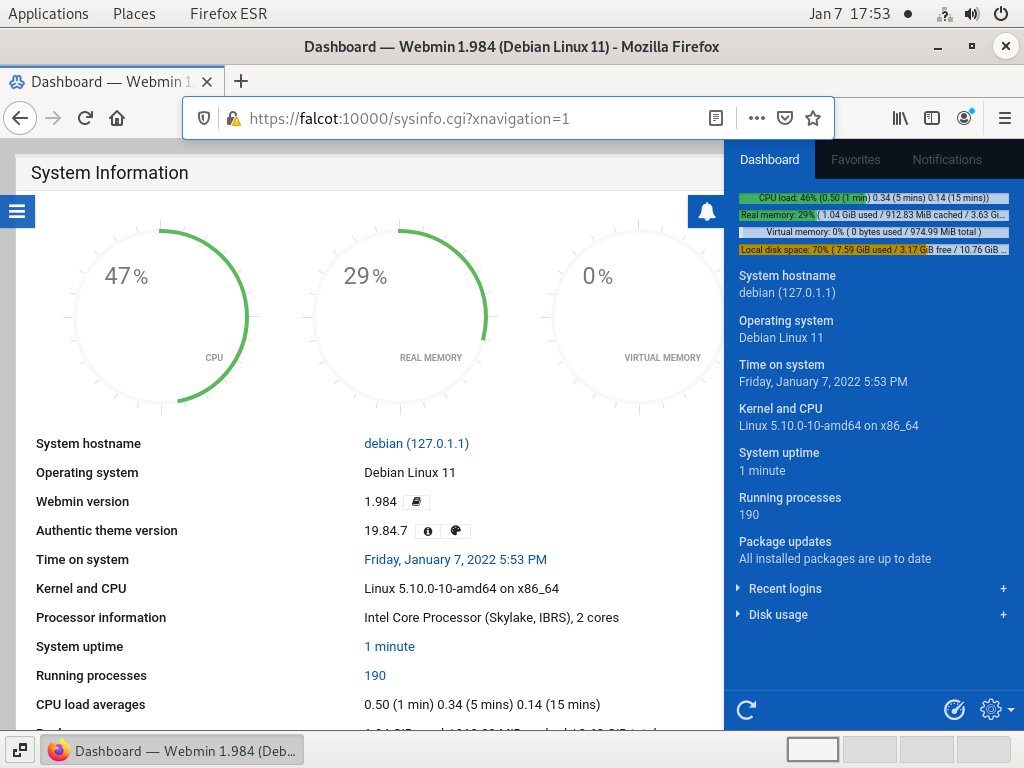 Applications Places Firefox ESR Jan 7 17:53
Dashboard — Webmin 1.984 (Debian Linux 11) - Mozilla Firefox
Dashboard — Webmin 1.
https://falcot:10000/sysinfo.cgi?xnavigation=1
System Information
47%
CPU
29%
REAL MEMORY
0%
VIRTUAL MEMORY
System hostname debian (127.0.1.1)
Operating system Debian Linux 11
Webmin version 1.984
Authentic theme version 19.84.7
Time on system Friday, January 7, 2022 5:53 PM
Kernel and CPU Linux 5.10.0-10-amd64 on x86_64
Processor information Intel Core Processor (Skylake, IBRS), 2 cores
System uptime 1 minute
Running processes 190
CPU load averages 0.50 (1 min) 0.34 (5 mins) 0.14 (15 mins)
Dashboard Favorites Notifications
CPU load: 46% (0.50 (1 min) 0.34 (5 mins) 0.14 (15 mins))
Real memory: 29% ( 1.04 GiB used / 912.83 MiB cached / 3.63 Gi...
Virtual memory: 0% ( 0 bytes used / 974.99 MiB total )
Local disk space: 70% ( 7.59 GiB used / 3.17 GiB free / 10.76 GiB ...
System hostname
debian (127.0.1.1)
Operating system
Debian Linux 11
Time on system
Friday, January 7, 2022 5:53 PM
Kernel and CPU
Linux 5.10.0-10-amd64 on x86_64
System uptime
1 minute
Running processes
190
Package updates
All installed packages are up to date
Recent logins +
Disk usage +
Dashboard — Webmin 1.984 (Deb...